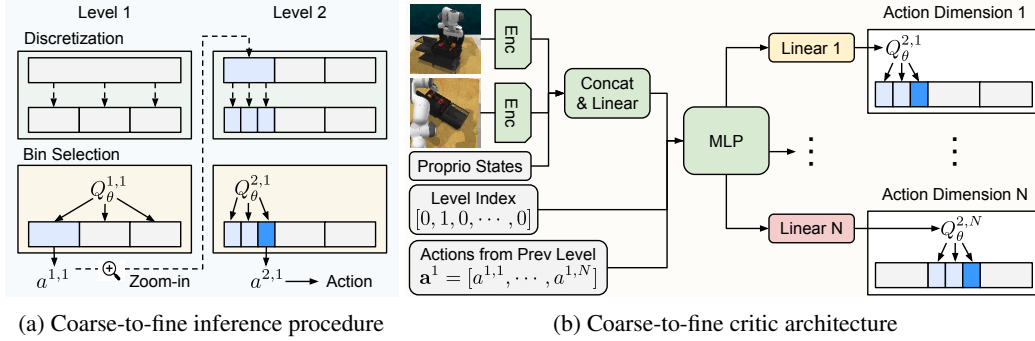 Level 1
Level 2
Discretization
Bin Selection
Q_θ^{1,1}
Q_θ^{2,1}
a^{1,1}
Zoom-in
a^{2,1}
Action
(a) Coarse-to-fine inference procedure
Enc
Enc
Proprio States
Concat
& Linear
Level Index
[0, 1, 0, ⋯ , 0]
Actions from Prev Level
a^1 = [a^{1,1}, ⋯ , a^{1,N}]
MLP
Linear 1
⋮
Linear N
Action Dimension 1
Q_θ^{2,1}
⋮
Action Dimension N
Q_θ^{2,N}
(b) Coarse-to-fine critic architecture